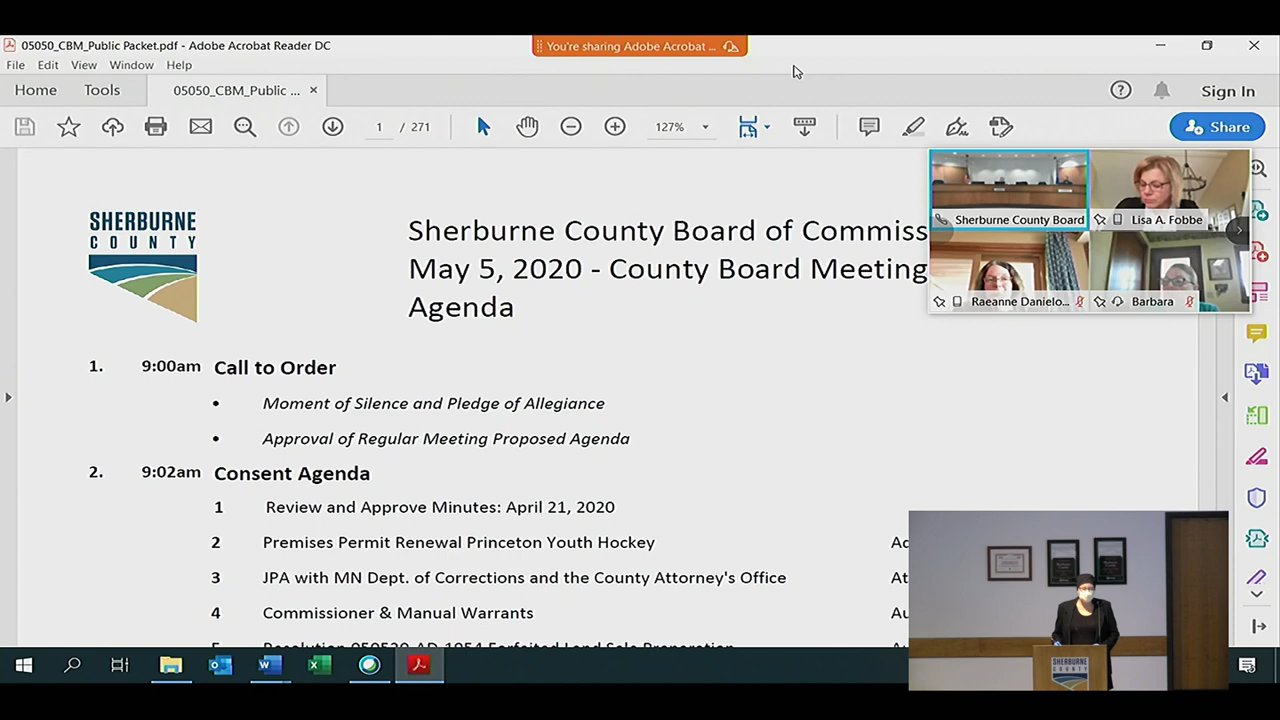 05050_CBM_Public Packet.pdf - Adobe Acrobat Reader DC
You're sharing Adobe Acrobat ...
File Edit View Window Help
Home Tools 05050_CBM_Public ... Sign In
1 / 271 127% Share
SHERBURNE
COUNTY
Sherburne County Board of Commiss
May 5, 2020 - County Board Meeting
Agenda
Sherburne County Board
Lisa A. Fobbe
Raeanne Danielo...
Barbara
1. 9:00am Call to Order
• Moment of Silence and Pledge of Allegiance
• Approval of Regular Meeting Proposed Agenda
2. 9:02am Consent Agenda
1 Review and Approve Minutes: April 21, 2020
2 Premises Permit Renewal Princeton Youth Hockey
3 JPA with MN Dept. of Corrections and the County Attorney's Office
4 Commissioner & Manual Warrants
SHERBURNE
COUNTY